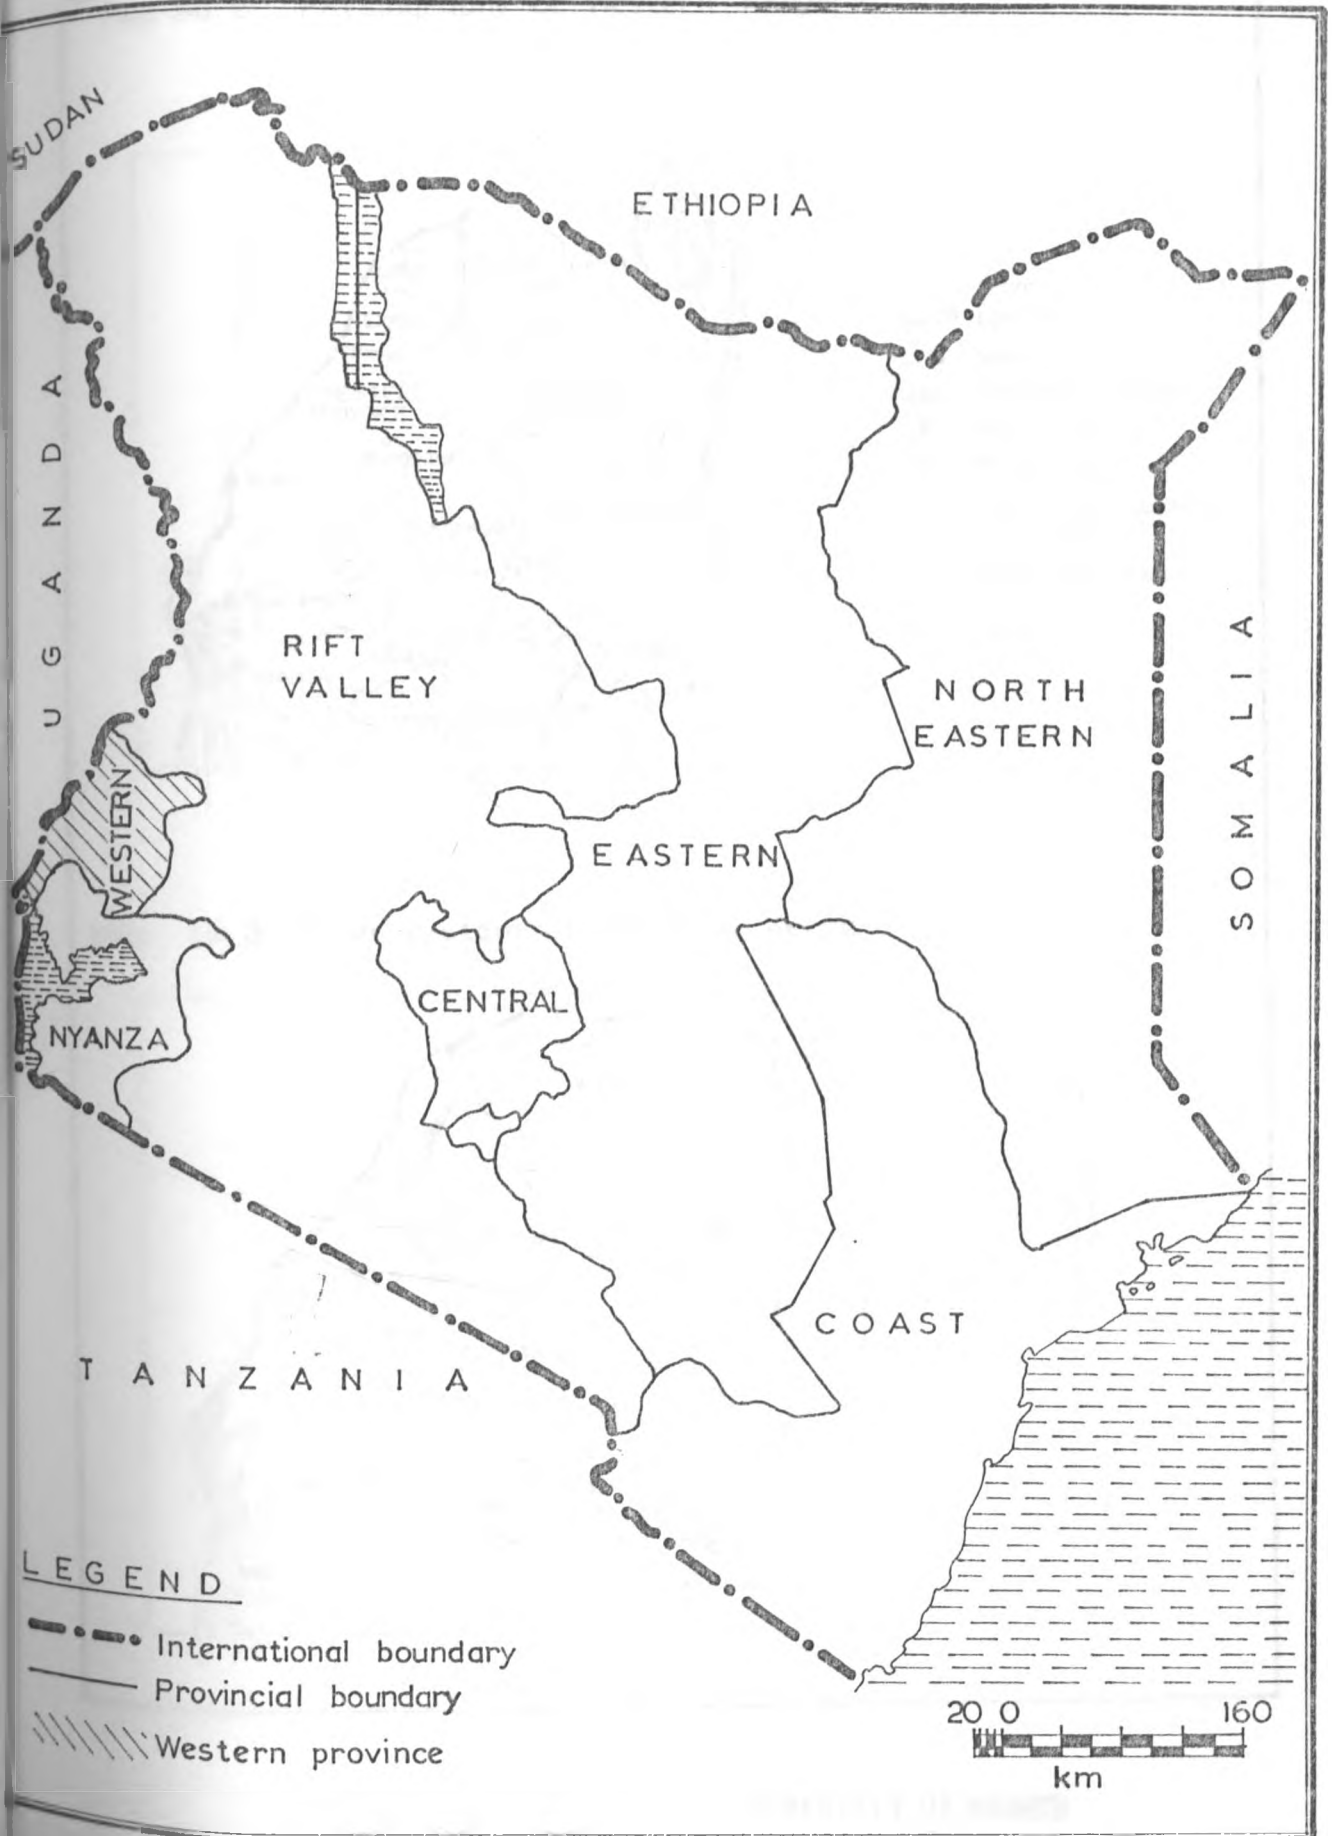 SUDAN
ETHIOPIA
UGANDA
RIFT
VALLEY
NORTH
EASTERN
SOMALIA
WESTERN
EASTERN
CENTRAL
NYANZA
COAST
TANZANIA
LEGEND
International boundary
Provincial boundary
Western province
20 0 160
km